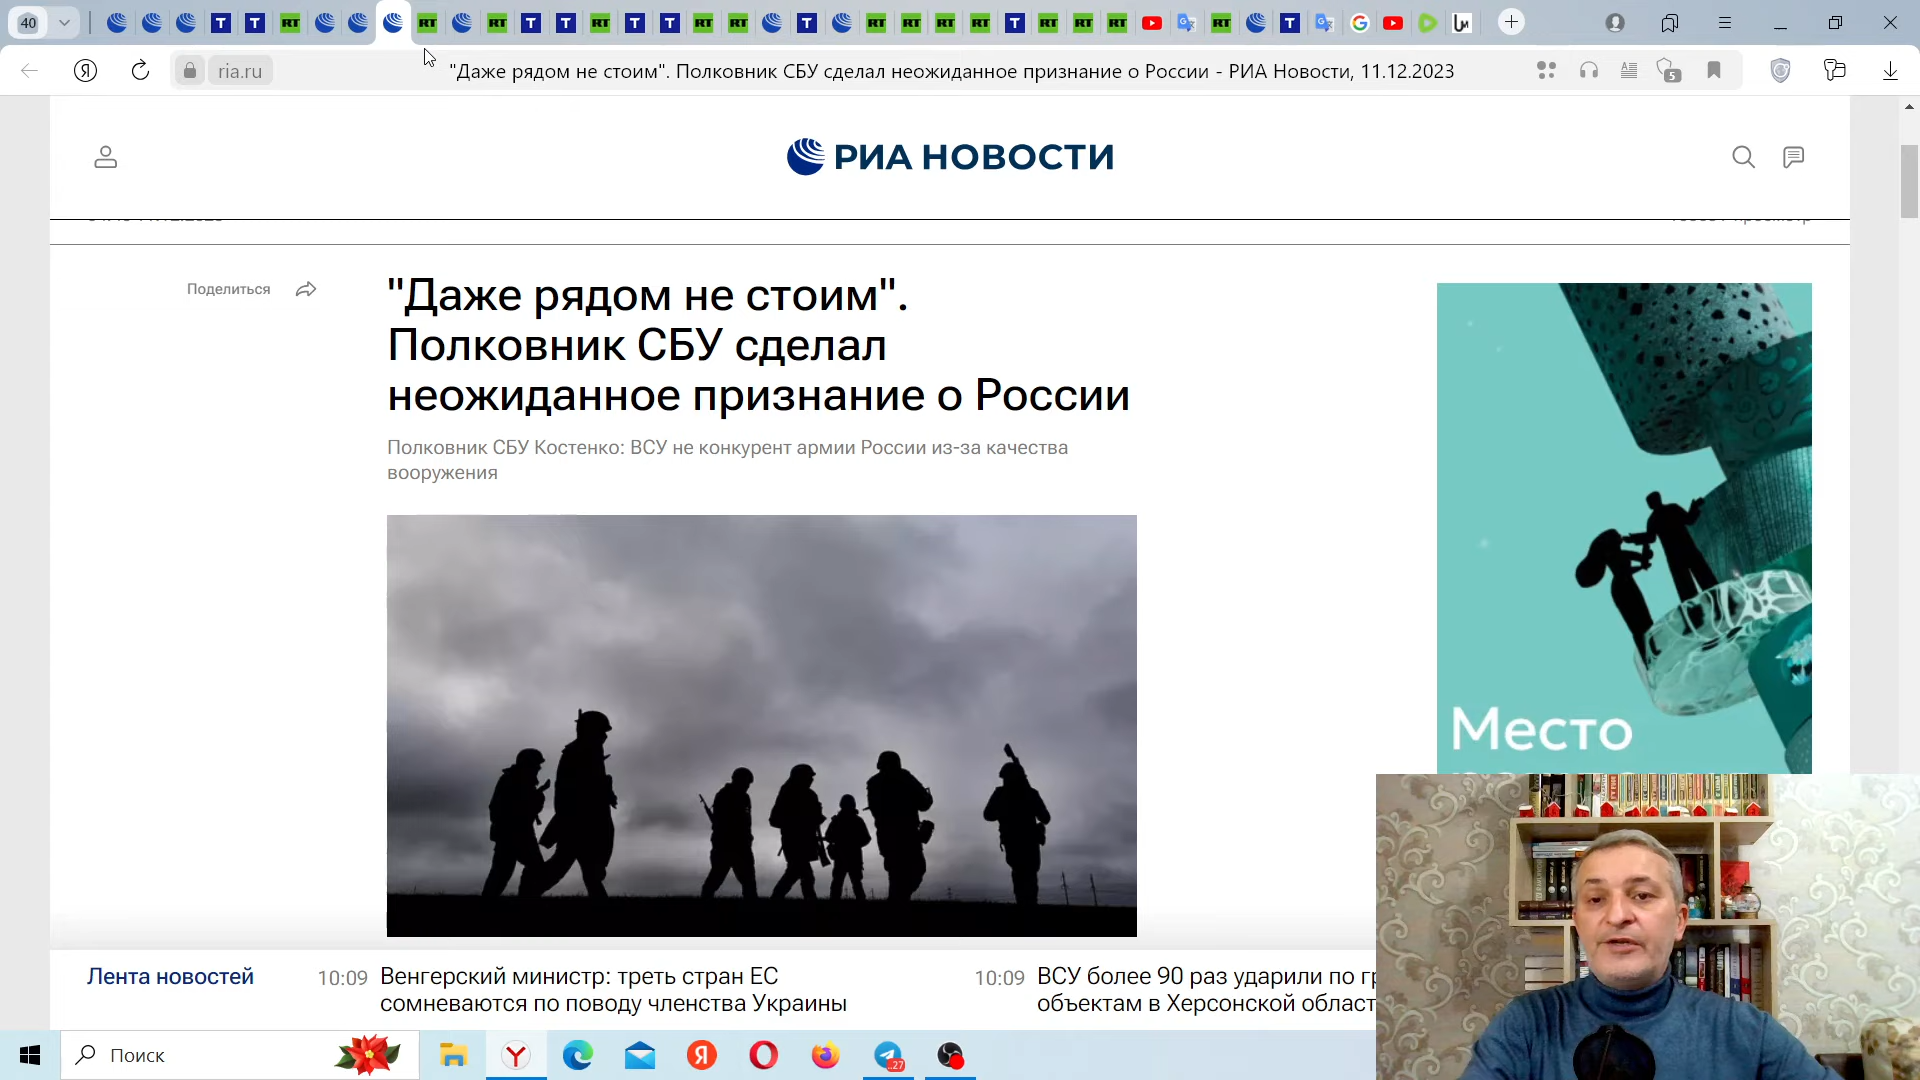 40
ria.ru
"Даже рядом не стоим". Полковник СБУ сделал неожиданное признание о России - РИА Новости, 11.12.2023
5
РИА НОВОСТИ
Поделиться
"Даже рядом не стоим".
Полковник СБУ сделал
неожиданное признание о России
Полковник СБУ Костенко: ВСУ не конкурент армии России из-за качества
вооружения
Место
Лента новостей
10:09 Венгерский министр: треть стран ЕС
сомневаются по поводу членства Украины
10:09 ВСУ более 90 раз ударили по
объектам в Херсонской
Поиск
27